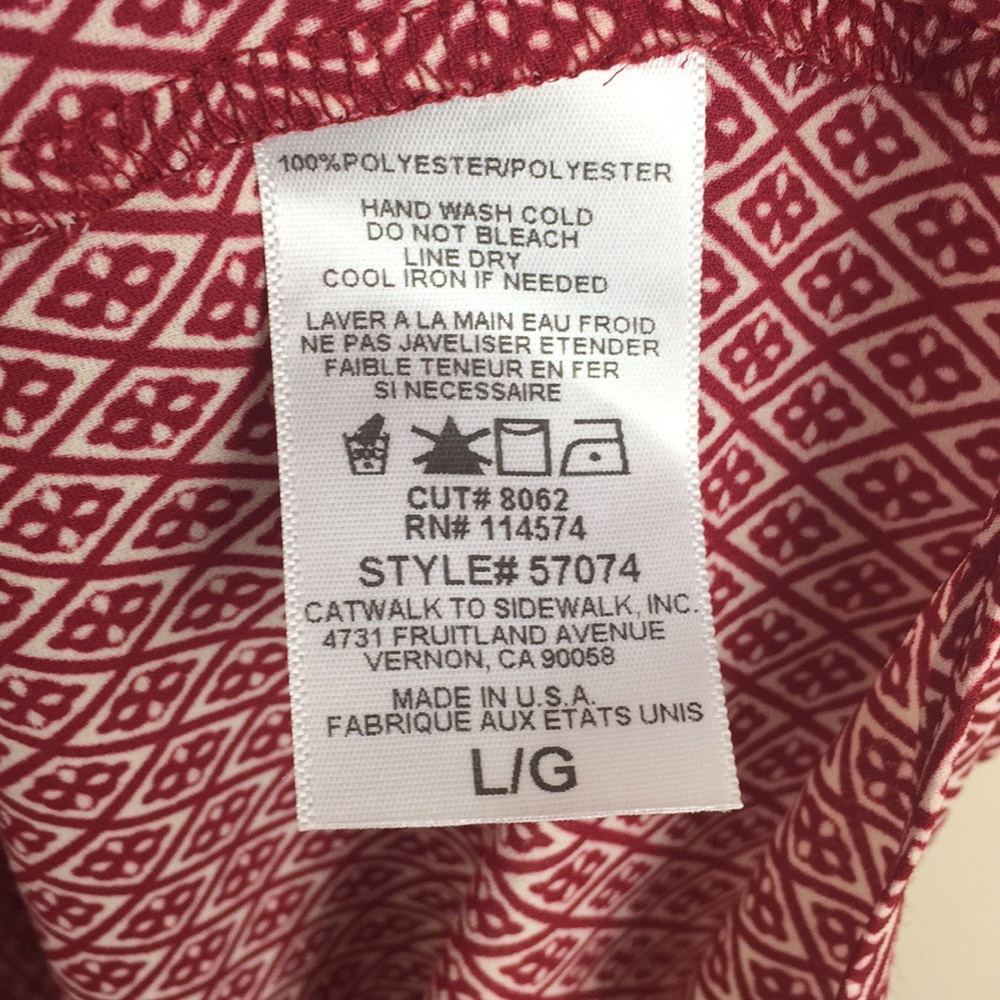 100%POLYESTER/POLYESTER
HAND WASH COLD
DO NOT BLEACH
LINE DRY
COOL IRON IF NEEDED
LAVER A LA MAIN EAU FROID
NE PAS JAVELISER ETENDER
FAIBLE TENEUR EN FER
SI NECESSAIRE
CUT# 8062
RN# 114574
STYLE# 57074
CATWALK TO SIDEWALK, INC.
4731 FRUITLAND AVENUE
VERNON, CA 90058
MADE IN U.S.A.
FABRIQUE AUX ETATS UNIS
L/G